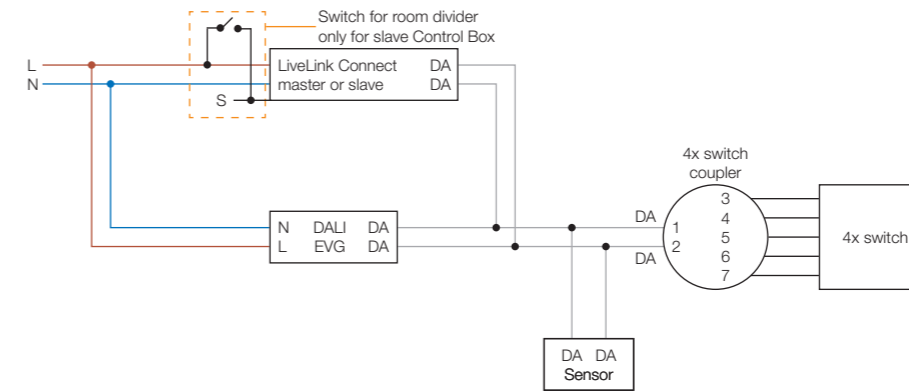 Switch for room divider
only for slave Control Box
L
N
S
LiveLink Connect DA
master or slave DA
4x switch
coupler
N DALI DA
L EVG DA
DA
DA
1
2
3
4
5
6
7
4x switch
DA DA
Sensor